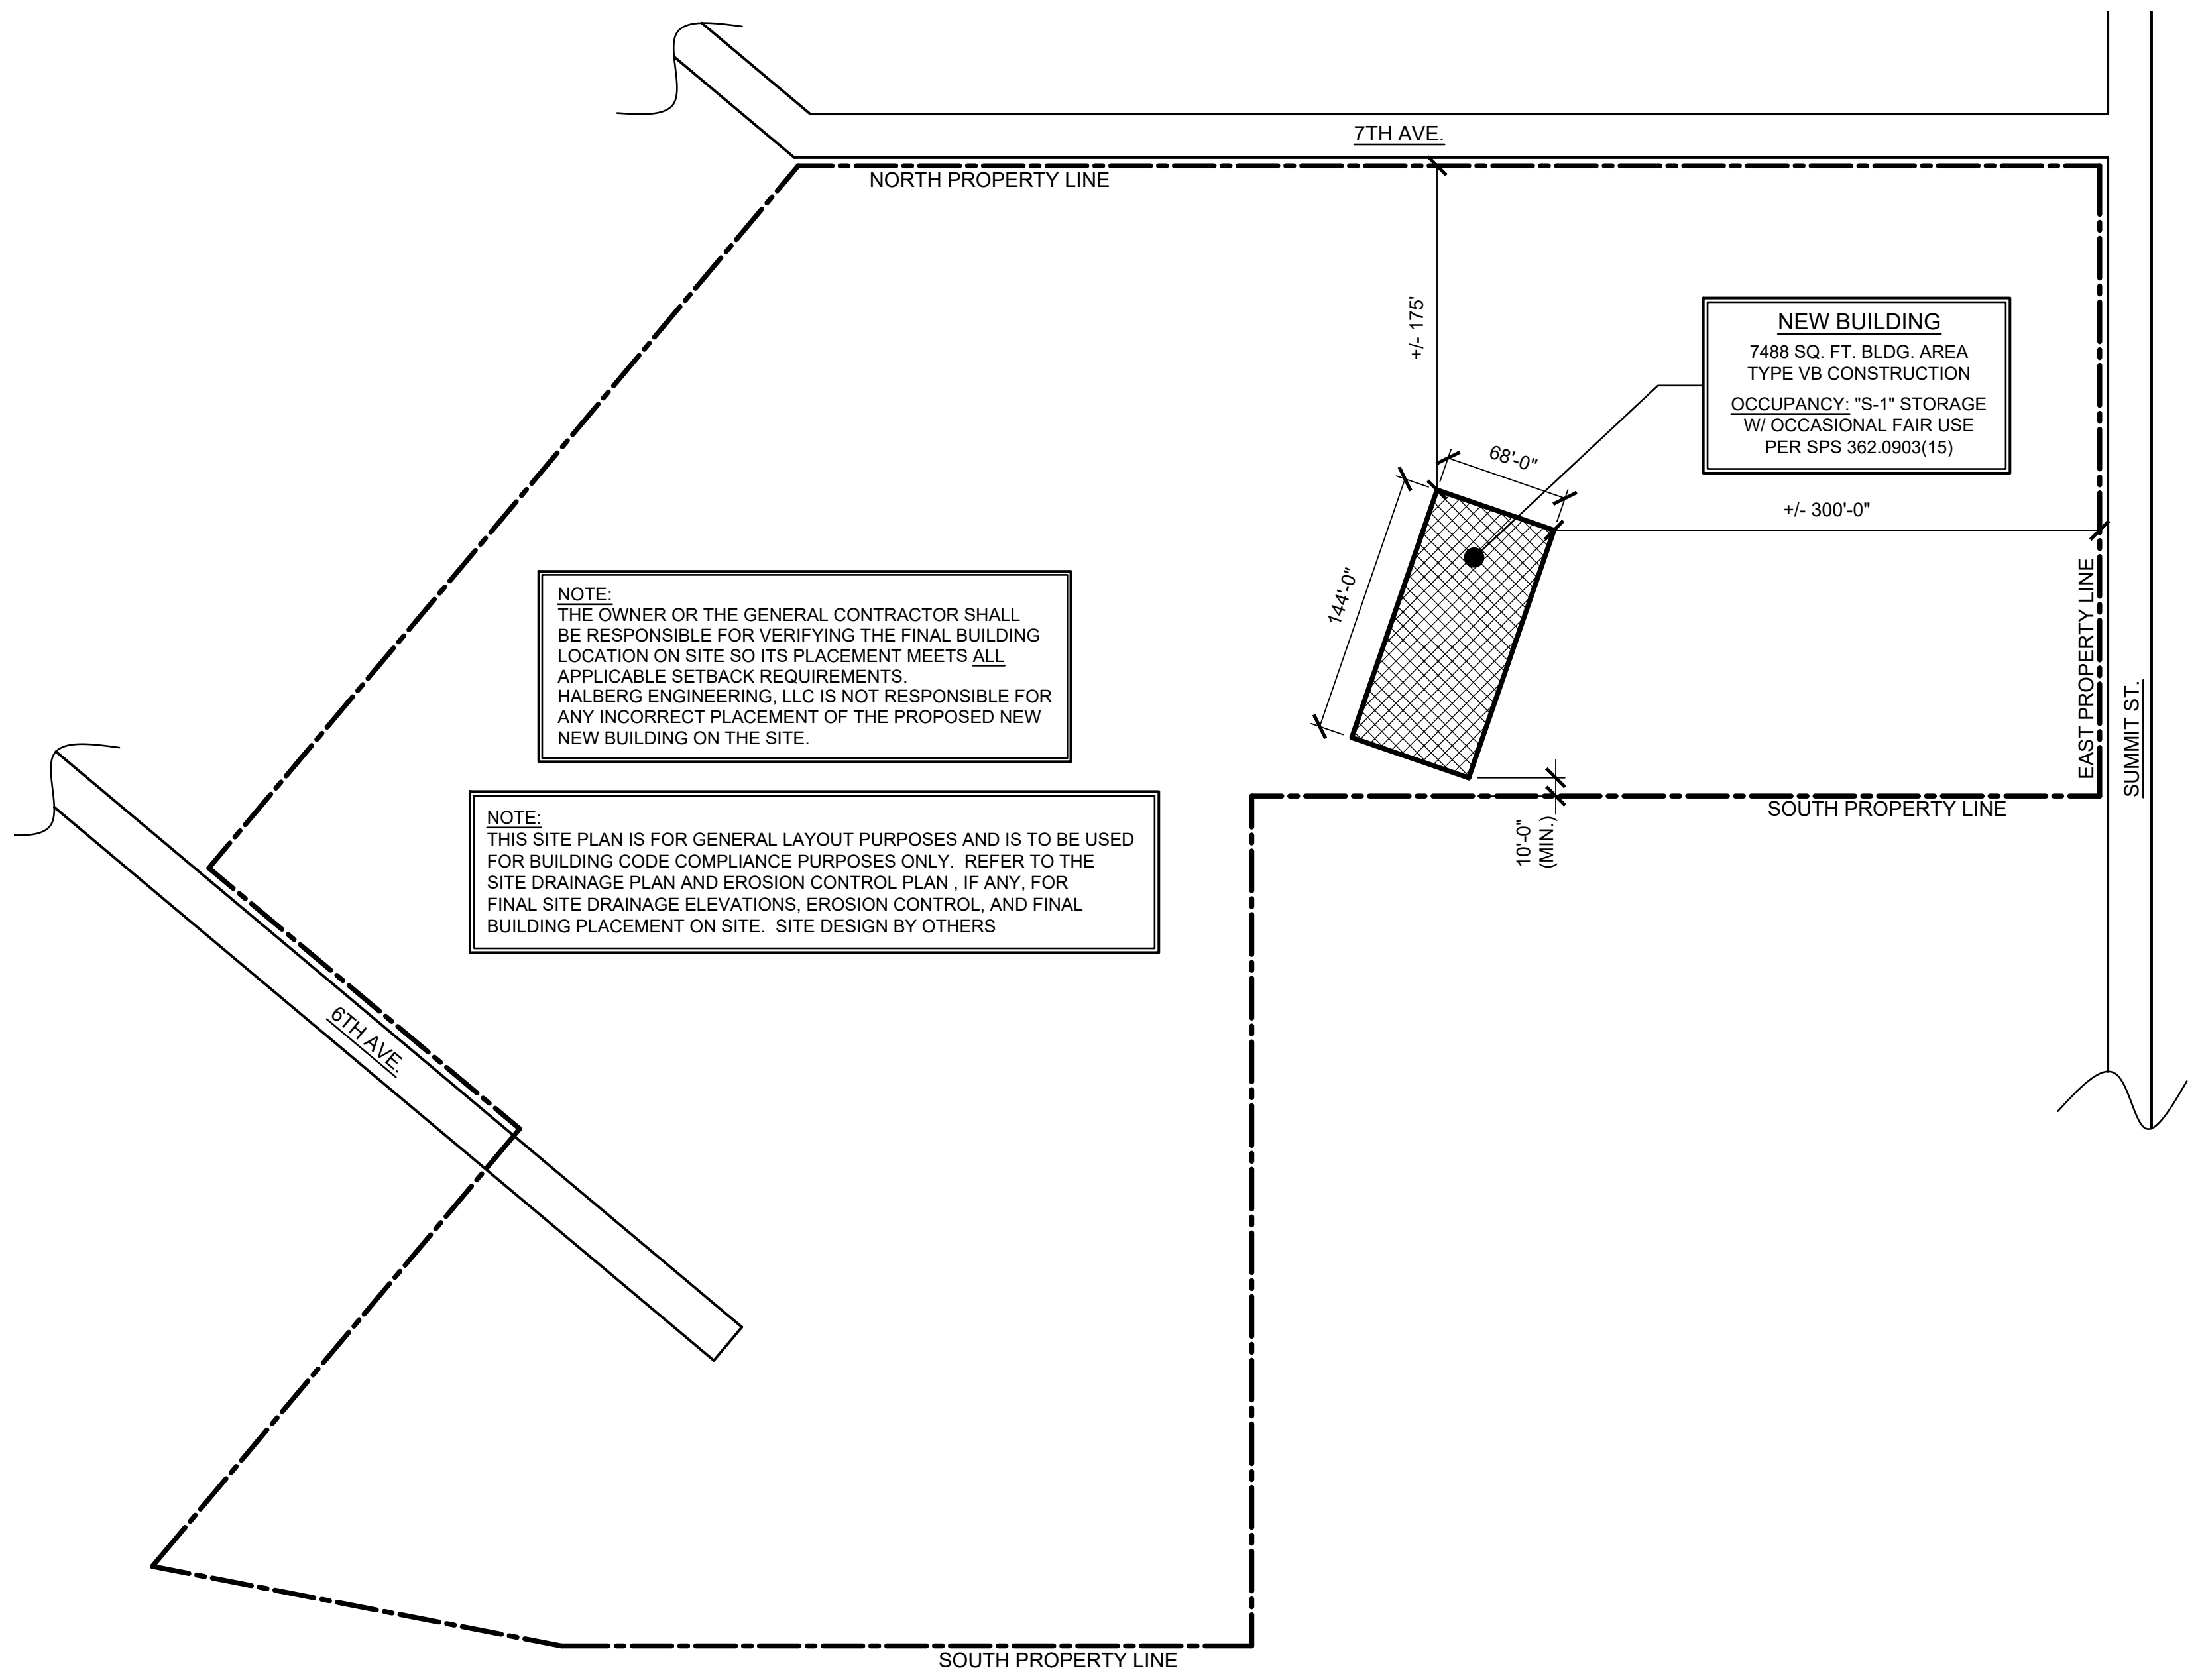 7TH AVE.
NORTH PROPERTY LINE
+/- 175'
NEW BUILDING
7488 SQ. FT. BLDG. AREA
TYPE VB CONSTRUCTION
OCCUPANCY: "S-1" STORAGE
W/ OCCASIONAL FAIR USE
PER SPS 362.0903(15)
68'-0"
+/- 300'-0"
144'-0"
NOTE:
THE OWNER OR THE GENERAL CONTRACTOR SHALL
BE RESPONSIBLE FOR VERIFYING THE FINAL BUILDING
LOCATION ON SITE SO ITS PLACEMENT MEETS ALL
APPLICABLE SETBACK REQUIREMENTS.
HALBERG ENGINEERING, LLC IS NOT RESPONSIBLE FOR
ANY INCORRECT PLACEMENT OF THE PROPOSED NEW
NEW BUILDING ON THE SITE.
EAST PROPERTY LINE
SUMMIT ST.
SOUTH PROPERTY LINE
10'-0"
(MIN.)
NOTE:
THIS SITE PLAN IS FOR GENERAL LAYOUT PURPOSES AND IS TO BE USED
FOR BUILDING CODE COMPLIANCE PURPOSES ONLY.  REFER TO THE
SITE DRAINAGE PLAN AND EROSION CONTROL PLAN , IF ANY, FOR
FINAL SITE DRAINAGE ELEVATIONS, EROSION CONTROL, AND FINAL
BUILDING PLACEMENT ON SITE.  SITE DESIGN BY OTHERS
6TH AVE.
SOUTH PROPERTY LINE